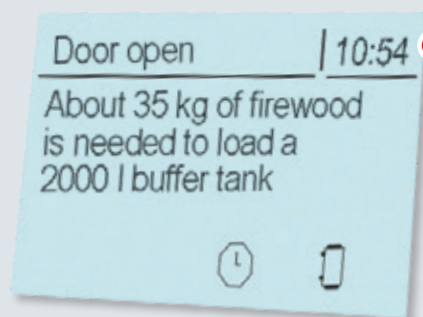 Door open 10:54
About 35 kg of firewood
is needed to load a
2000 l buffer tank